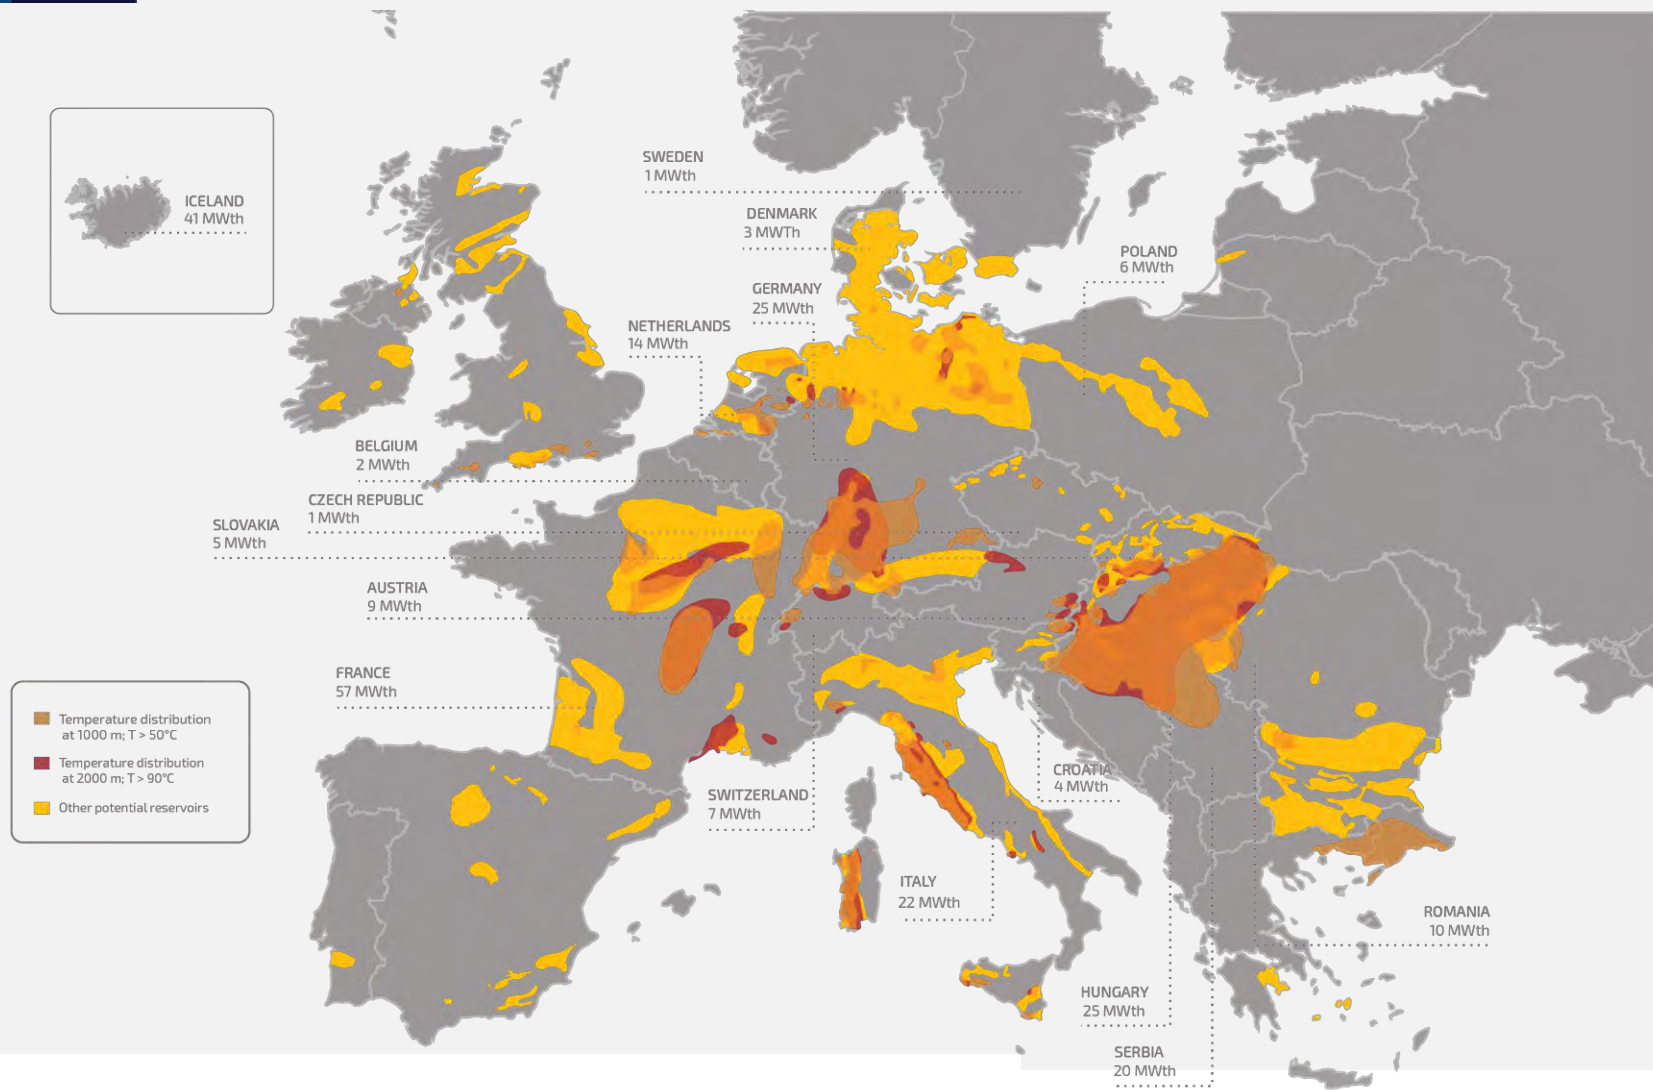 SWEDEN
1 MWth
ICELAND
41 MWth
DENMARK
3 MWTh
POLAND
6 MWth
GERMANY
25 MWth
NETHERLANDS
14 MWth
BELGIUM
2 MWth
CZECH REPUBLIC
1 MWth
SLOVAKIA
5 MWth
AUSTRIA
9 MWth
FRANCE
57 MWth
Temperature distribution
at 1000 m; T > 50°C
Temperature distribution
at 2000 m; T > 90°C
Other potential reservoirs
SWITZERLAND
7 MWth
CROATIA
4 MWth
ITALY
22 MWth
ROMANIA
10 MWth
HUNGARY
25 MWth
SERBIA
20 MWth